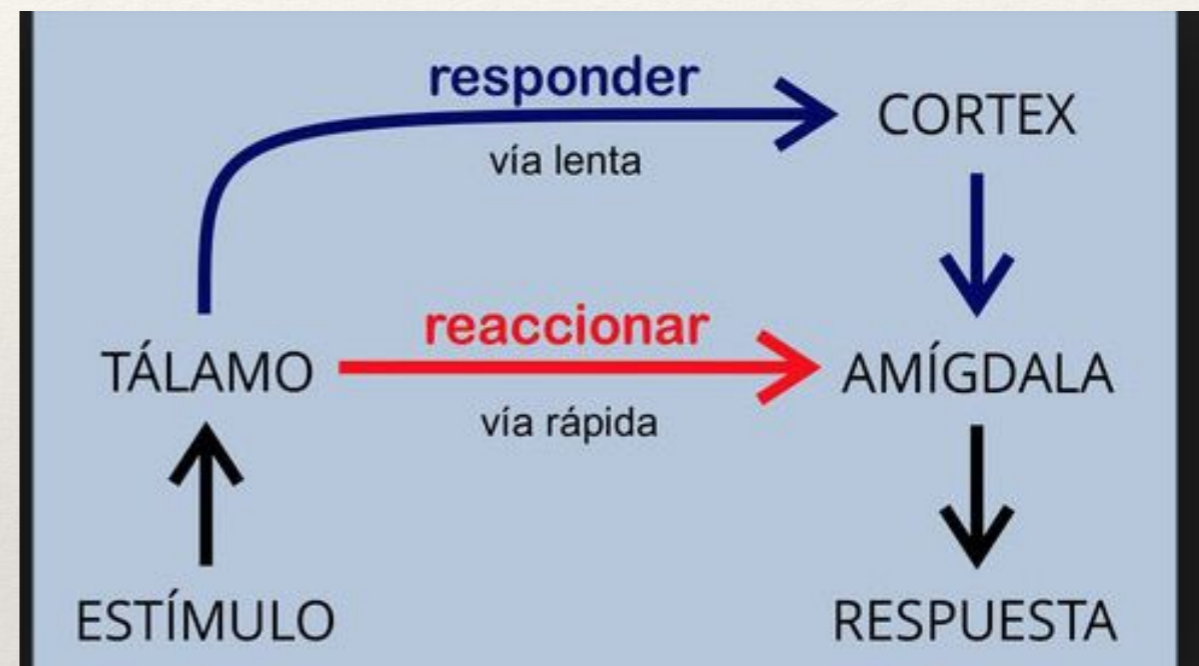 responder
CORTEX
vía lenta
reaccionar
TÁLAMO
AMÍGDALA
vía rápida
ESTÍMULO
RESPUESTA